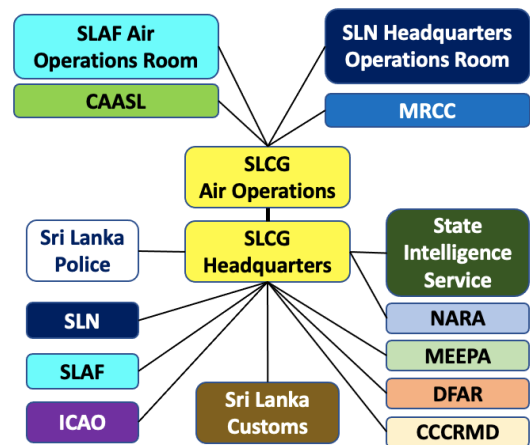 SLAF Air
Operations Room
SLN Headquarters
Operations Room
CAASL
MRCC
SLCG
Air Operations
Sri Lanka
Police
SLCG
Headquarters
State
Intelligence
Service
SLN
NARA
SLAF
MEEPA
ICAO
Sri Lanka
Customs
DFAR
CCCRMD